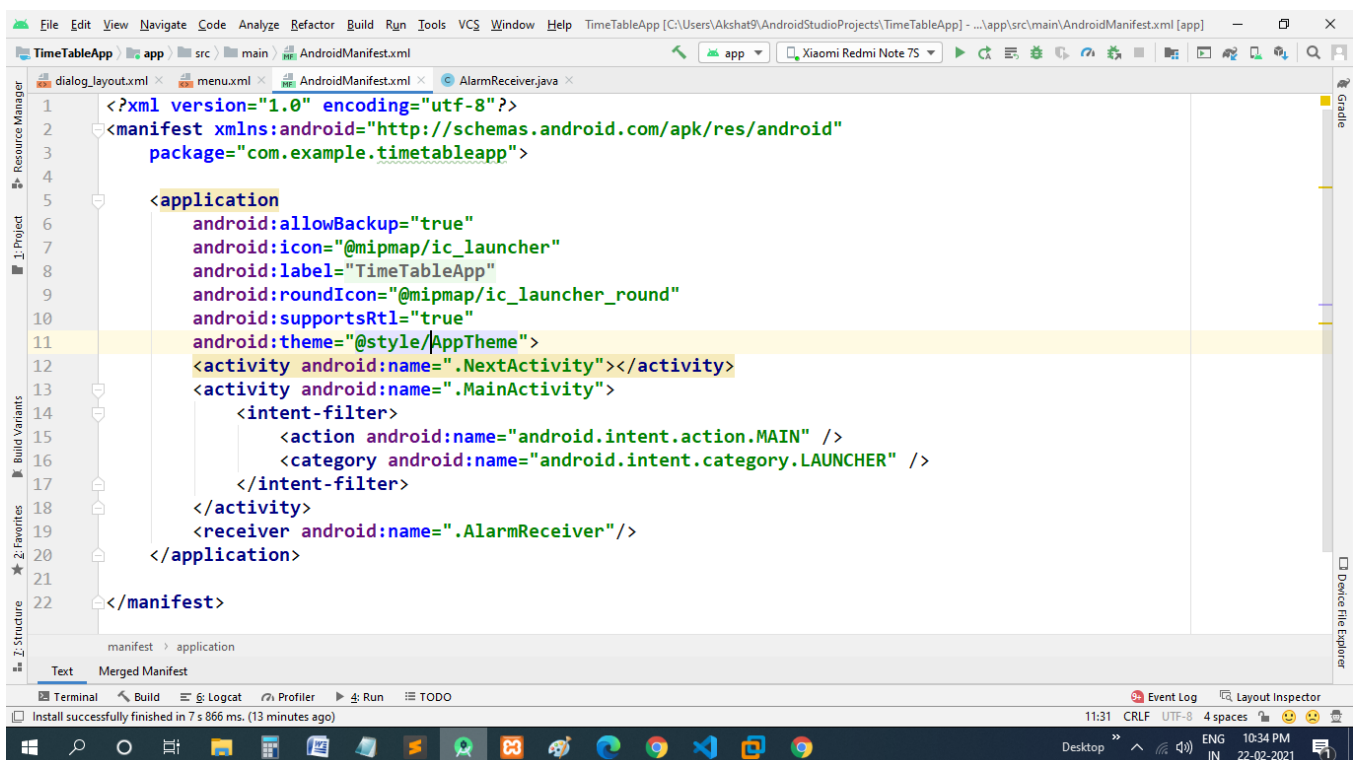 File Edit View Navigate Code Analyze Refactor Build Run Tools VCS Window Help TimeTableApp [C:\Users\Akshat9\AndroidStudioProjects\TimeTableApp] - ...\app\src\main\AndroidManifest.xml [app]
TimeTableApp app src main AndroidManifest.xml app Xiaomi Redmi Note 7S
dialog_layout.xml menu.xml AndroidManifest.xml AlarmReceiver.java
Resource Manager
1: Project
Build Variants
2: Favorites
Z: Structure
1 <?xml version="1.0" encoding="utf-8"?>
2 <manifest xmlns:android="http://schemas.android.com/apk/res/android"
3 package="com.example.timetableapp">
4
5 <application
6 android:allowBackup="true"
7 android:icon="@mipmap/ic_launcher"
8 android:label="TimeTableApp"
9 android:roundIcon="@mipmap/ic_launcher_round"
10 android:supportsRtl="true"
11 android:theme="@style/AppTheme">
12 <activity android:name=".NextActivity"></activity>
13 <activity android:name=".MainActivity">
14 <intent-filter>
15 <action android:name="android.intent.action.MAIN" />
16 <category android:name="android.intent.category.LAUNCHER" />
17 </intent-filter>
18 </activity>
19 <receiver android:name=".AlarmReceiver"/>
20 </application>
21
22 </manifest>
Gradle
Device File Explorer
manifest › application
Text Merged Manifest
Terminal Build 6: Logcat Profiler 4: Run TODO 9+ Event Log Layout Inspector
Install successfully finished in 7 s 866 ms. (13 minutes ago) 11:31 CRLF UTF-8 4 spaces
Desktop ENG 10:34 PM
IN 22-02-2021